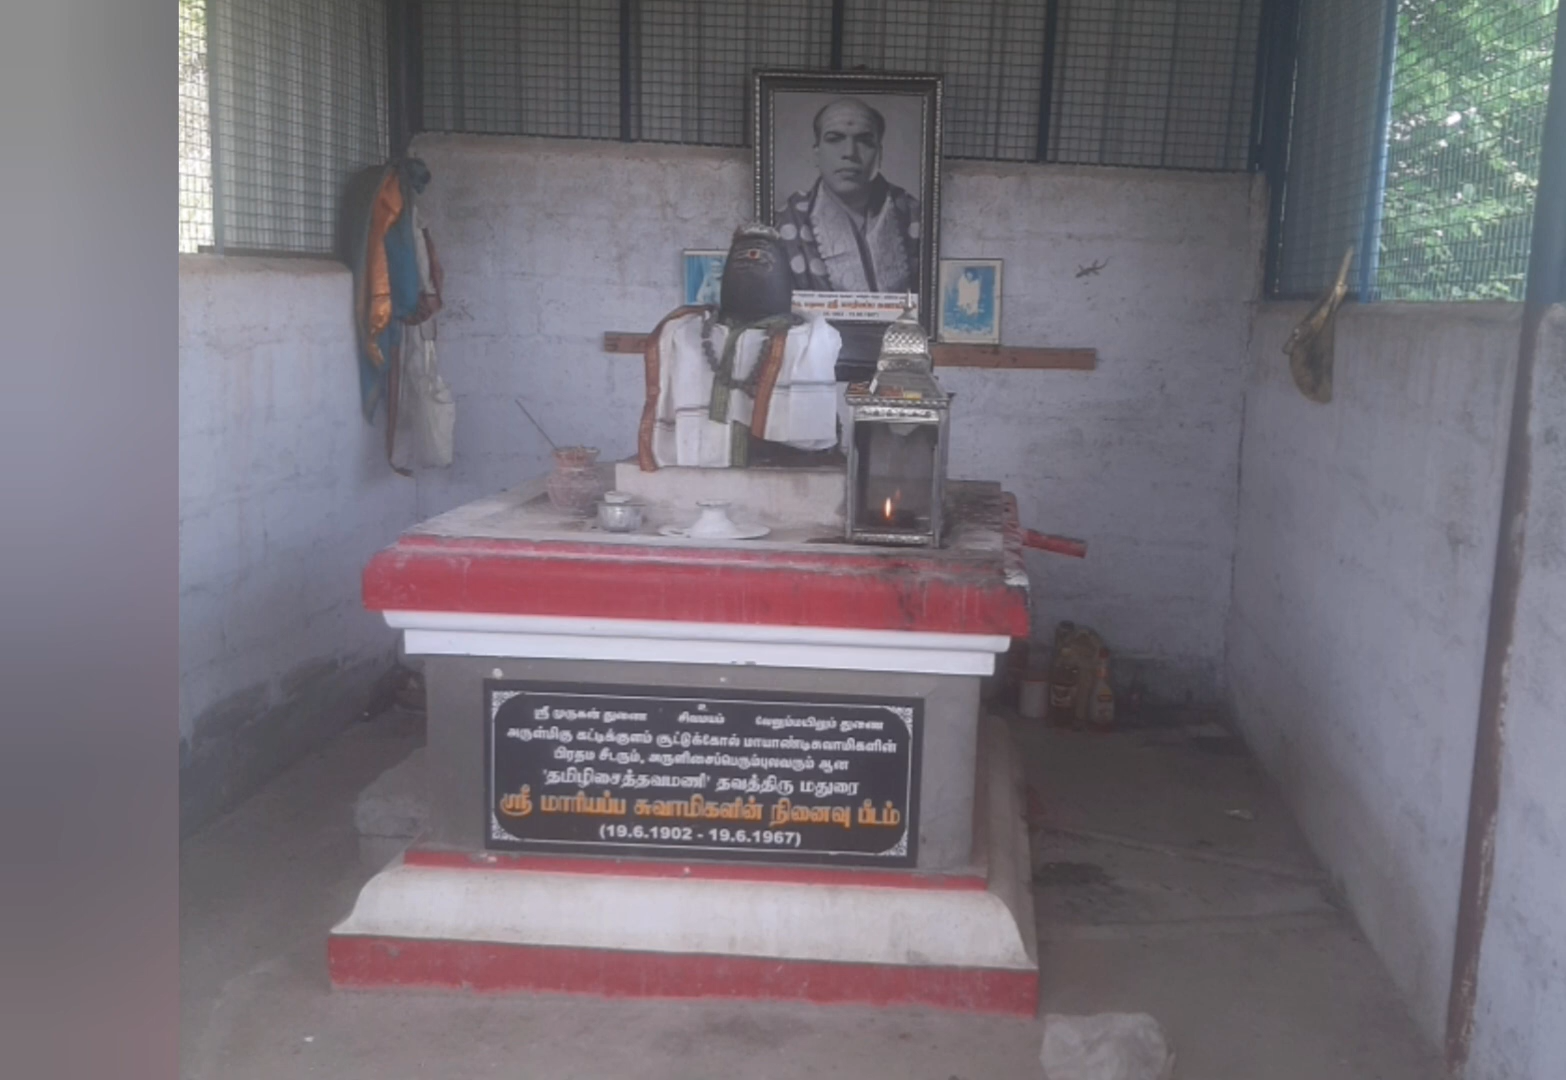 ஸ்ரீ மாரியப்ப சுவாமி
உ
ஸ்ரீ முருகன் துணை சிவமயம் வேலும்மயிலும் துணை
அருள்மிகு கட்டிக்குளம் சூட்டுக்கோல் மாயாண்டிசுவாமிகளின்
பிரதம சீடரும், அருளிசைப்பெரும்புலவரும் ஆன
'தமிழிசைத்தவமணி' தவத்திரு மதுரை
ஸ்ரீ மாரியப்ப சுவாமிகளின் நினைவு பீடம்
(19.6.1902 - 19.6.1967)